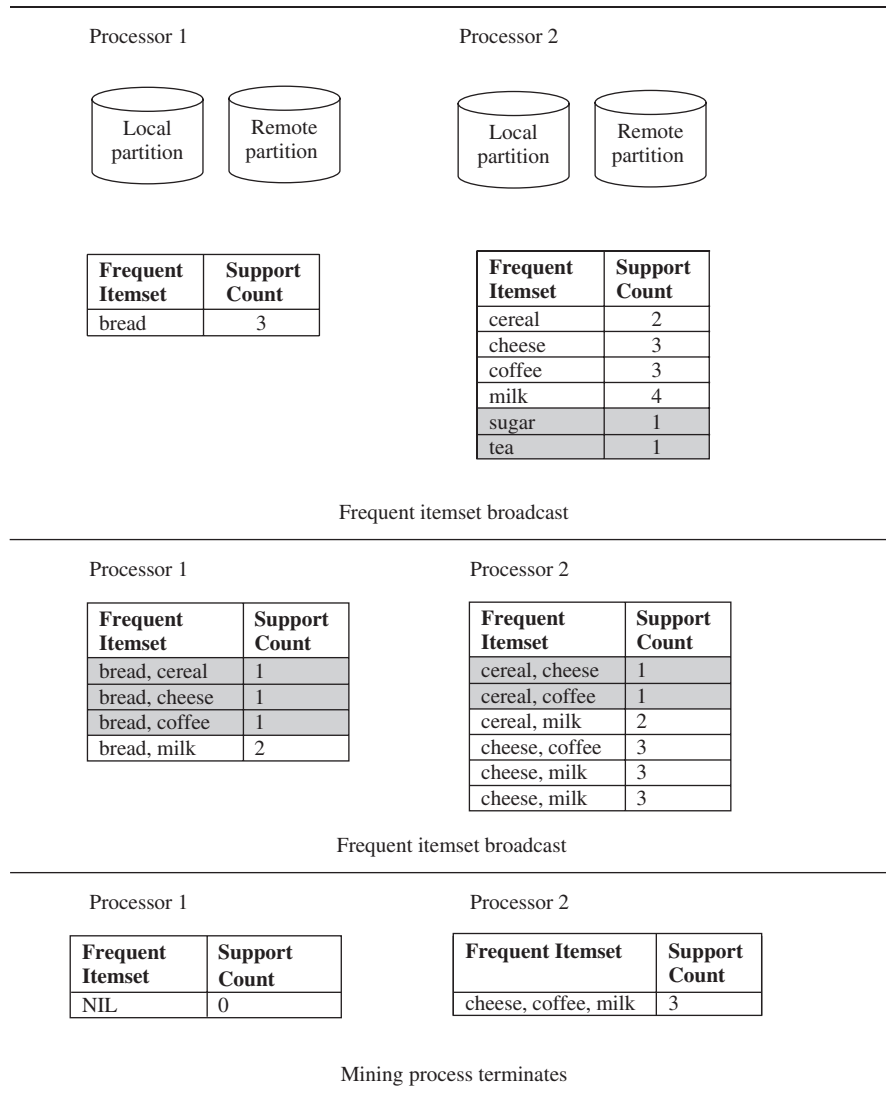 Processor 1
Processor 2
Local
partition
Remote
partition
Local
partition
Remote
partition
Frequent Itemset Support Count
bread 3
Frequent Itemset Support Count
cereal 2
cheese 3
coffee 3
milk 4
sugar 1
tea 1
Frequent itemset broadcast
Processor 1
Processor 2
Frequent Itemset Support Count
bread, cereal 1
bread, cheese 1
bread, coffee 1
bread, milk 2
Frequent Itemset Support Count
cereal, cheese 1
cereal, coffee 1
cereal, milk 2
cheese, coffee 3
cheese, milk 3
cheese, milk 3
Frequent itemset broadcast
Processor 1
Processor 2
Frequent Itemset Support Count
NIL 0
Frequent Itemset Support Count
cheese, coffee, milk 3
Mining process terminates